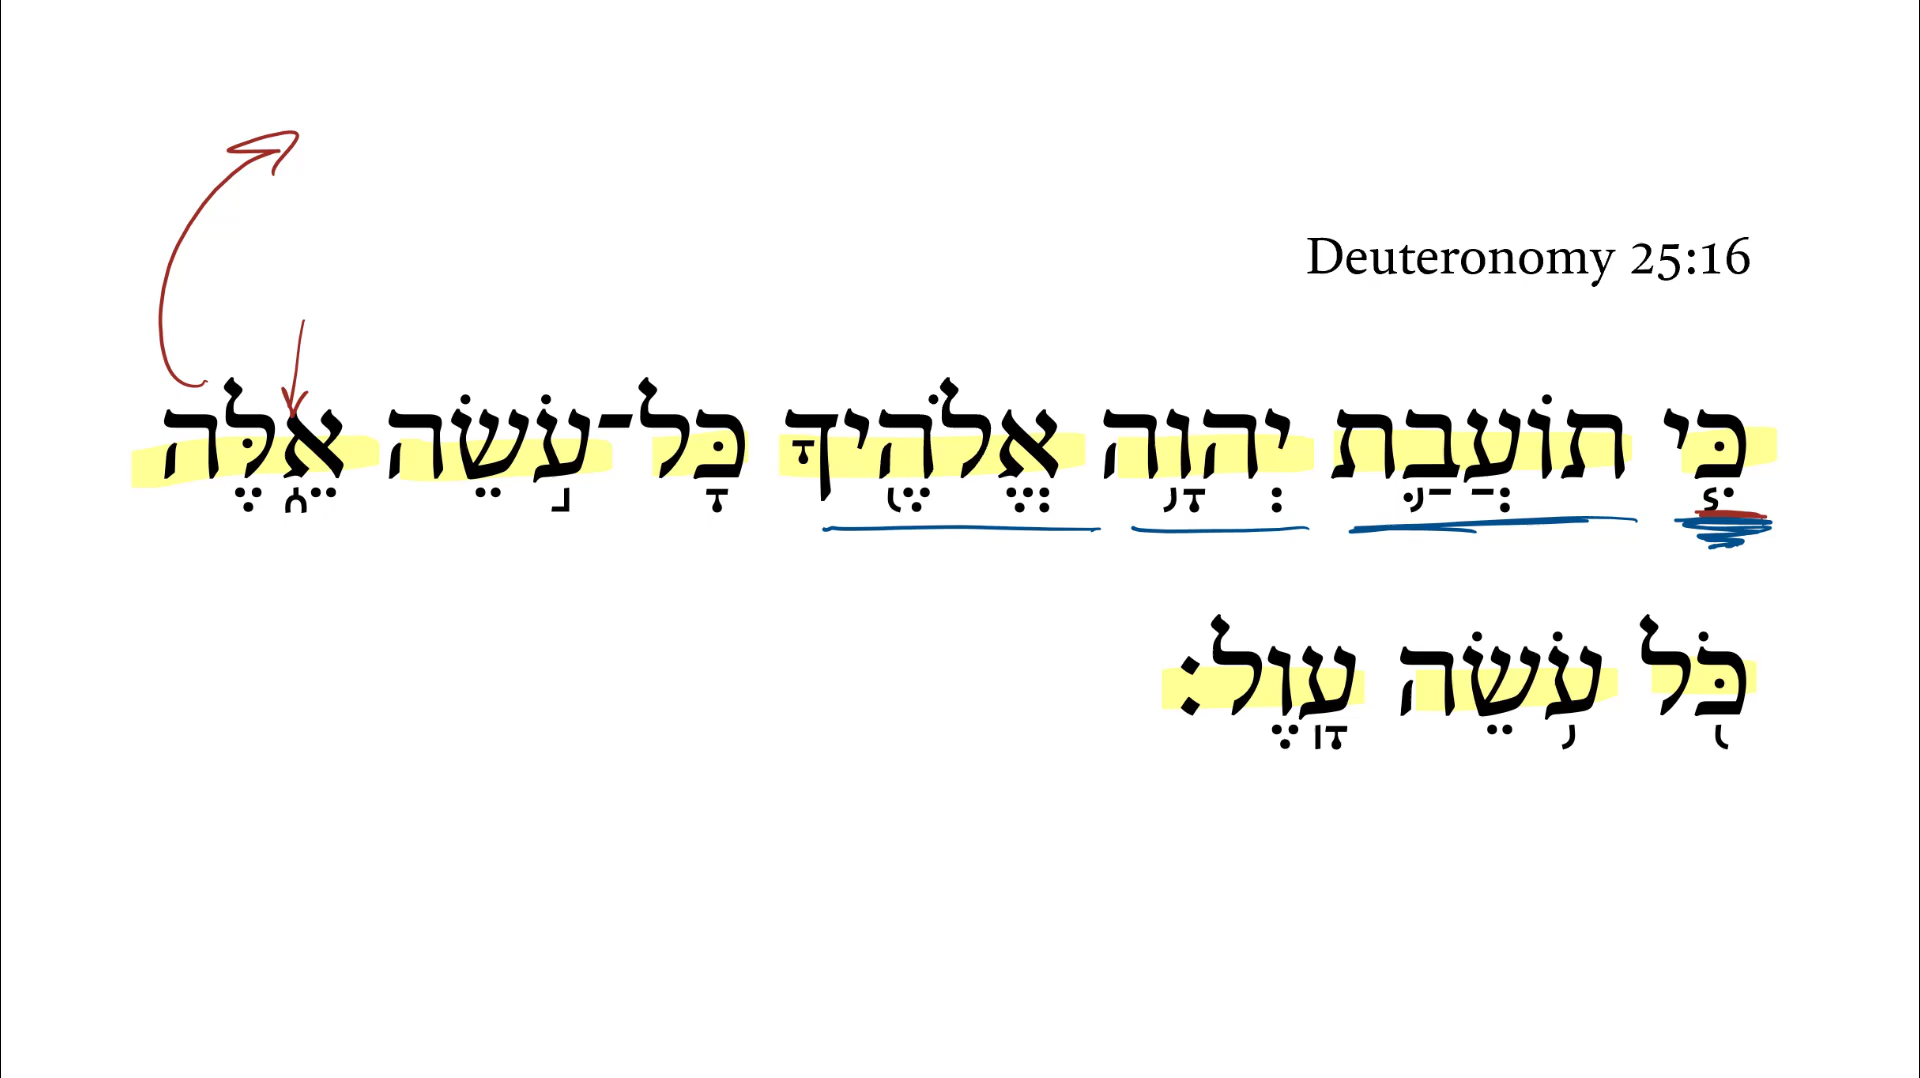 Deuteronomy 25:16
כִּ֧י תוֹעֲבַ֛ת יְהוָ֥ה אֱלֹהֶ֖יךָ כָּל־עֹ֣שֵׂה אֵ֑לֶּה
כֹּ֖ל עֹ֥שֵׂה עָֽוֶל׃